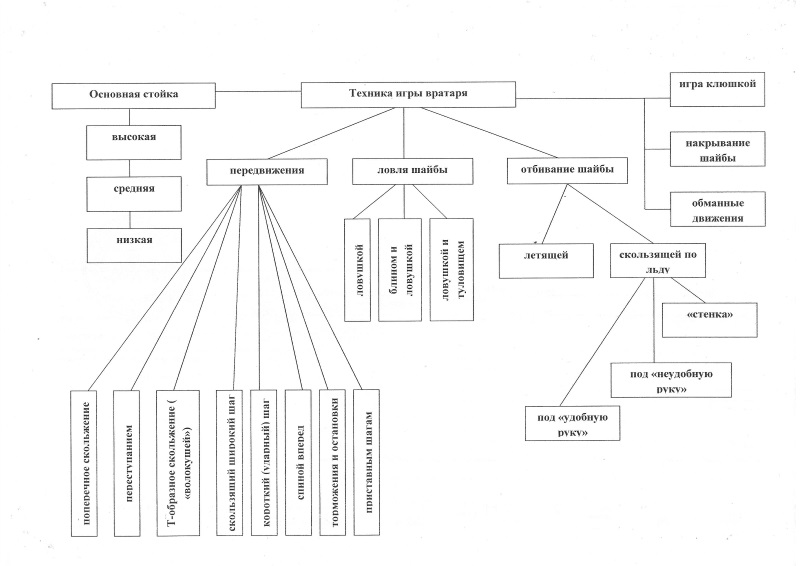 Основная стойка
Техника игры вратаря
игра клюшкой
высокая
средняя
низкая
накрывание
шайбы
обманные
движения
передвижения
ловля шайбы
отбивание шайбы
ловушкой
блином и
ловушкой
ловушкой и
туловищем
летящей
скользящей по
льду
«стенка»
под «неудобную
руку»
под «удобную
руку»
поперечное скольжение
переступанием
Т-образное скольжение (
«волокушей»)
скользящий широкий шаг
короткий (ударный) шаг
спиной вперед
торможения и остановки
приставным шагам